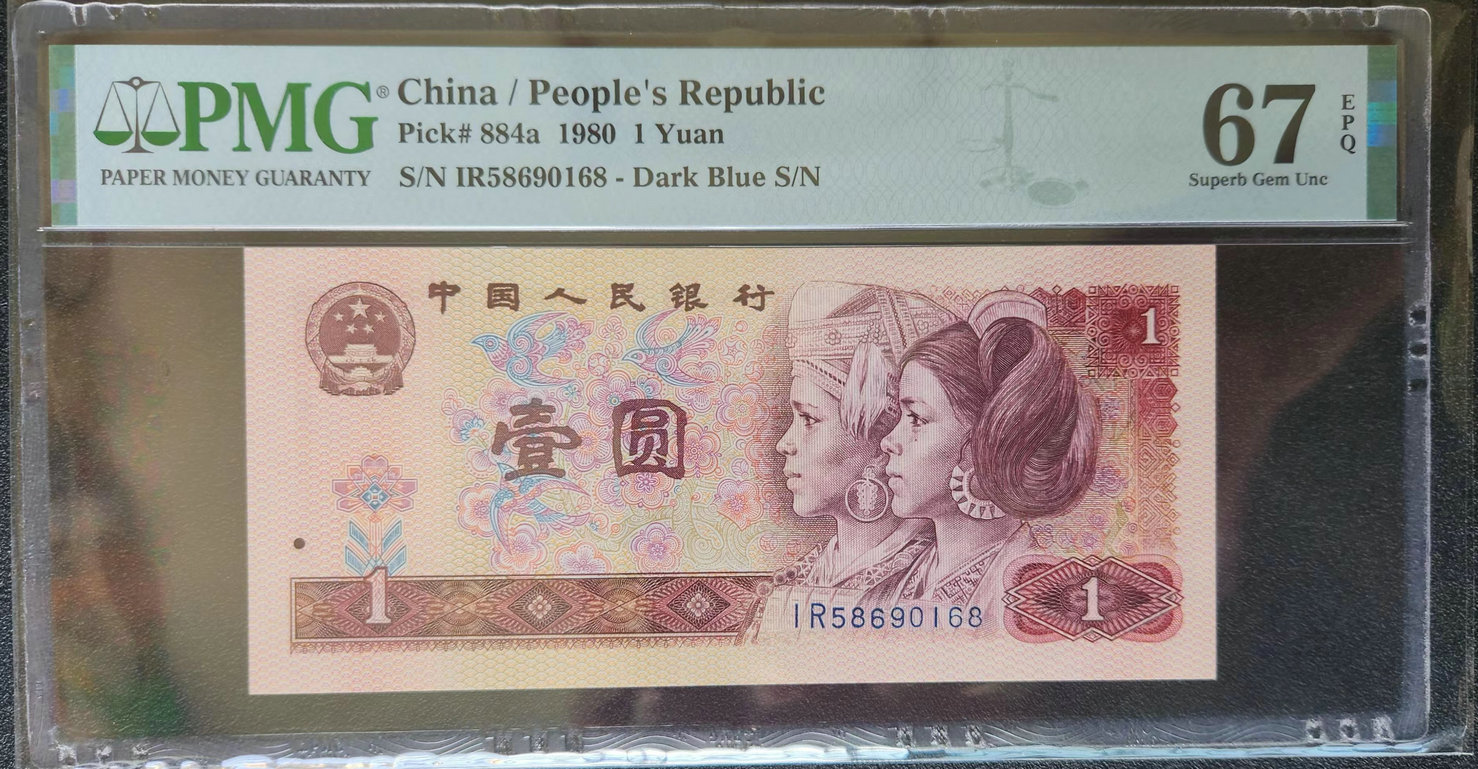 PMG®
PAPER MONEY GUARANTY
China / People's Republic
Pick# 884a 1980 1 Yuan
S/N IR58690168 - Dark Blue S/N
67
EPQ
Superb Gem Unc
中国人民银行
1
壹圆
1
IR58690168
1